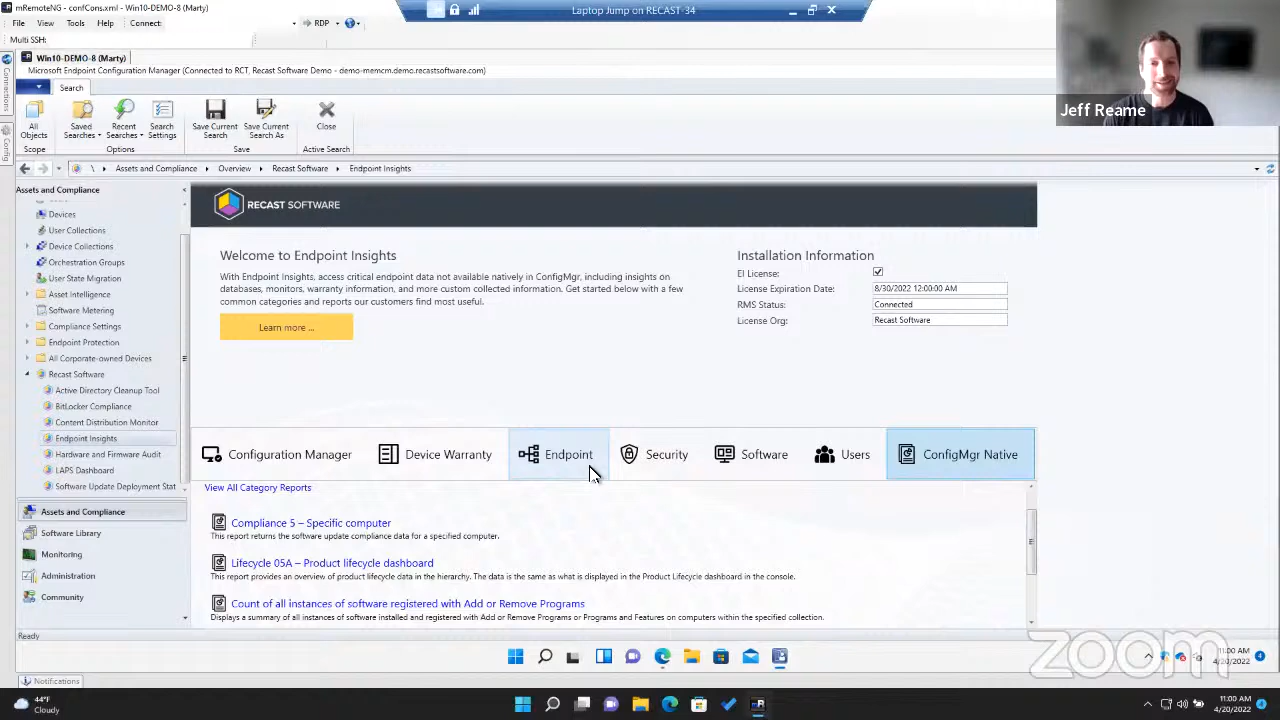 mRemoteNG - confCons.xml - Win10-DEMO-8 (Marty)
Laptop Jump on RECAST-34
File View Tools Help Connect: RDP
Multi SSH:
Win10-DEMO-8 (Marty)
Microsoft Endpoint Configuration Manager (Connected to RCT, Recast Software Demo - demo-memcm.demo.recastsoftware.com)
Jeff Reame
Search
All Objects
Saved Searches
Recent Searches
Search Settings
Save Current Search
Save Current Search As
Close
Scope
Options
Save
Active Search
Connections
Config
\ Assets and Compliance Overview Recast Software Endpoint Insights
Assets and Compliance
Devices
User Collections
Device Collections
Orchestration Groups
User State Migration
Asset Intelligence
Software Metering
Compliance Settings
Endpoint Protection
All Corporate-owned Devices
Recast Software
Active Directory Cleanup Tool
BitLocker Compliance
Content Distribution Monitor
Endpoint Insights
Hardware and Firmware Audit
LAPS Dashboard
Software Update Deployment Stat
Assets and Compliance
Software Library
Monitoring
Administration
Community
RECAST SOFTWARE
Welcome to Endpoint Insights
With Endpoint Insights, access critical endpoint data not available natively in ConfigMgr, including insights on
databases, monitors, warranty information, and more custom collected information. Get started below with a few
common categories and reports our customers find most useful.
Learn more ...
Installation Information
EI License:
License Expiration Date: 8/30/2022 12:00:00 AM
RMS Status: Connected
License Org: Recast Software
Configuration Manager Device Warranty Endpoint Security Software Users ConfigMgr Native
View All Category Reports
Compliance 5 – Specific computer
This report returns the software update compliance data for a specified computer.
Lifecycle 05A – Product lifecycle dashboard
This report provides an overview of product lifecycle data in the hierarchy. The data is the same as what is displayed in the Product Lifecycle dashboard in the console.
Count of all instances of software registered with Add or Remove Programs
Displays a summary of all instances of software installed and registered with Add or Remove Programs or Programs and Features on computers within the specified collection.
Ready
zoom
11:00 AM
4/20/2022
4
Notifications
44°F
Cloudy
11:00 AM
4/20/2022